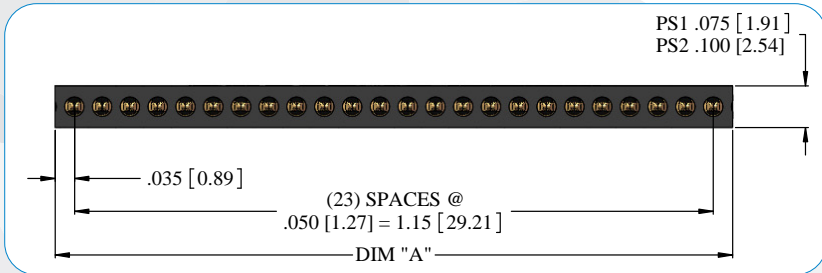 PS1 .075 [1.91]
PS2 .100 [2.54]
.035 [0.89]
(23) SPACES @
.050 [1.27] = 1.15 [29.21]
DIM "A"